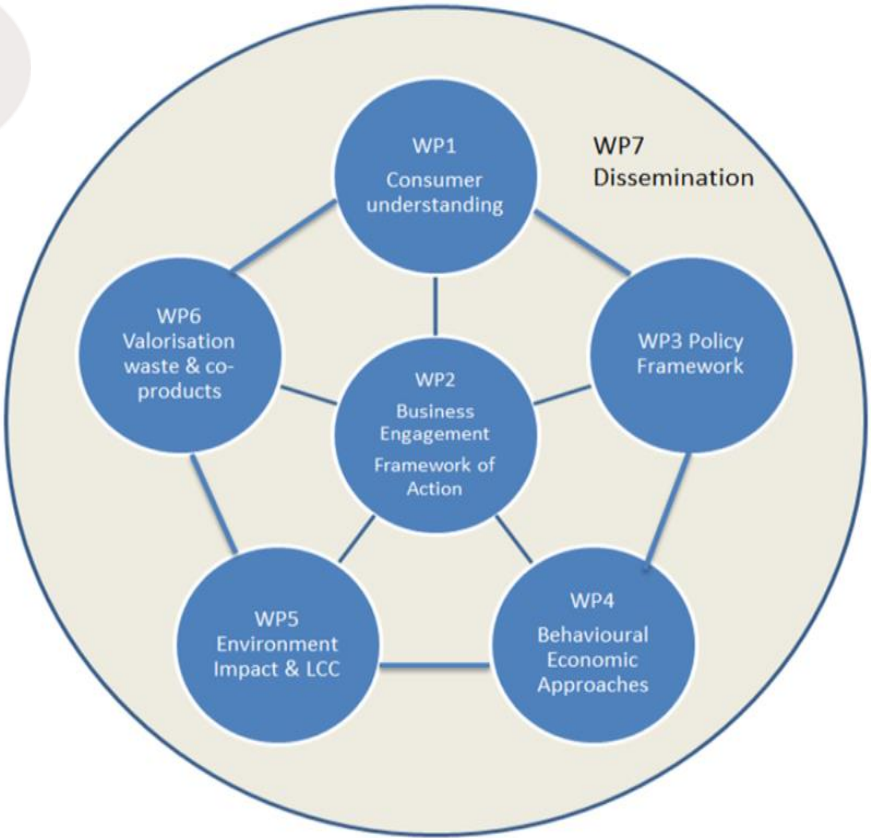 WP1
Consumer
understanding
WP7
Dissemination
WP6
Valorisation
waste & co-
products
WP3 Policy
Framework
WP2
Business
Engagement
Framework of
Action
WP5
Environment
Impact & LCC
WP4
Behavioural
Economic
Approaches